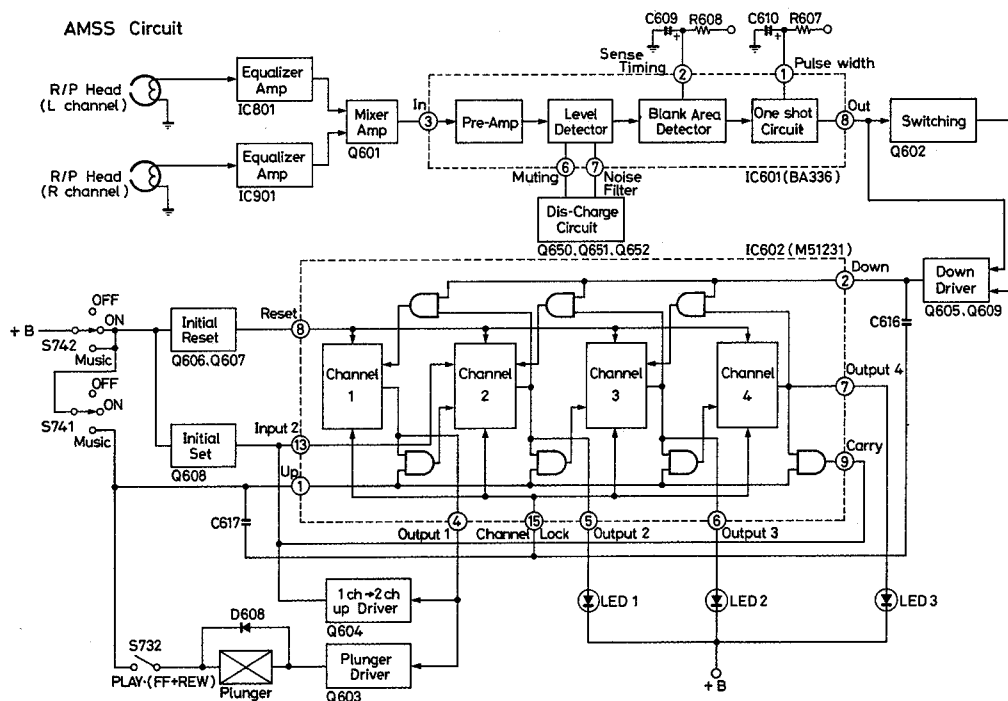 AMSS Circuit
R/P Head
(L channel)
Equalizer
Amp
IC801
R/P Head
(R channel)
Equalizer
Amp
IC901
Mixer
Amp
Q601
In
3
Pre-Amp
Level
Detector
Blank Area
Detector
One shot
Circuit
C609
+
R608
C610
+
R607
Sense
Timing
2
1
Pulse width
8
Out
Switching
Q602
6
7
Muting
Noise
Filter
IC601(BA336)
Dis-Charge
Circuit
Q650,Q651,Q652
IC602(M51231)
2
Down
Down
Driver
Q605,Q609
C616
OFF
+B
ON
S742
Music
OFF
ON
S741
Music
Initial
Reset
Q606,Q607
Reset
8
Channel
1
Channel
2
Channel
3
Channel
4
Output 4
7
Initial
Set
Q608
Input 2
13
Up
1
Carry
9
C617
4
15
5
6
Output 1
Channel Lock
Output 2
Output 3
1ch→2ch
up Driver
Q604
LED 1
LED 2
LED 3
D608
S732
PLAY·(FF+REW)
Plunger
Plunger
Driver
Q603
+B